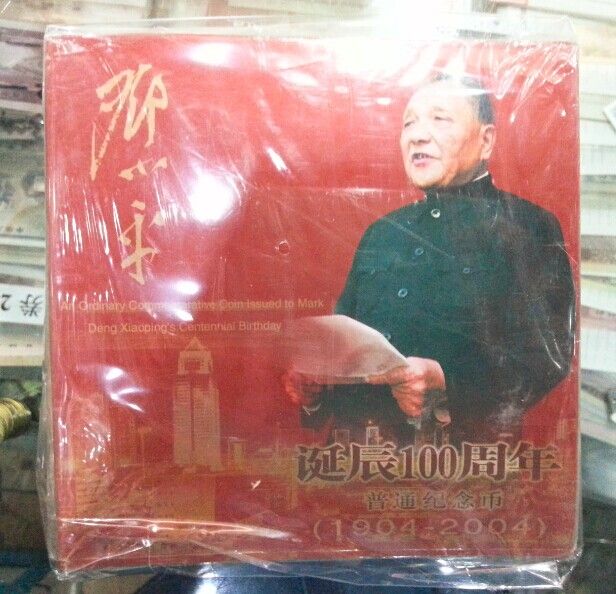 邓小平
An Ordinary Commemorative Coin Issued to Mark
Deng Xiaoping's Centennial Birthday
诞辰100周年
普通纪念币
(1904-2004)
券